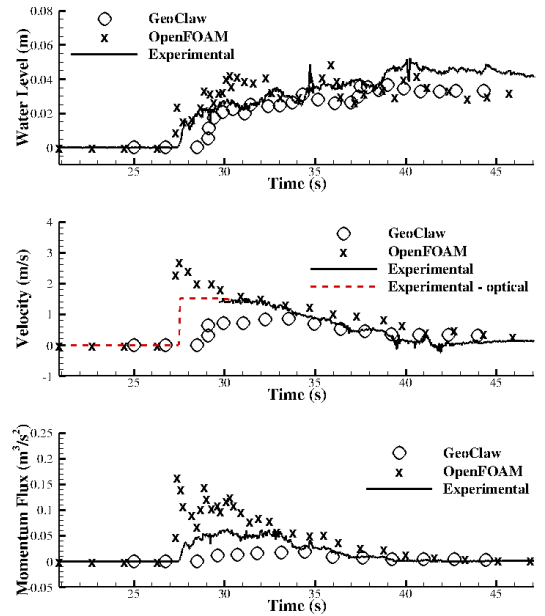 0.08
0.06
0.04
0.02
0
Water Level (m)
GeoClaw
OpenFOAM
Experimental
25 30 35 40 45
Time (s)
4
3
2
1
0
-1
Velocity (m/s)
GeoClaw
OpenFOAM
Experimental
Experimental - optical
25 30 35 40 45
Time (s)
0.25
0.2
0.15
0.1
0.05
0
-0.05
Momentum Flux (m³/s²)
GeoClaw
OpenFOAM
Experimental
25 30 35 40 45
Time (s)